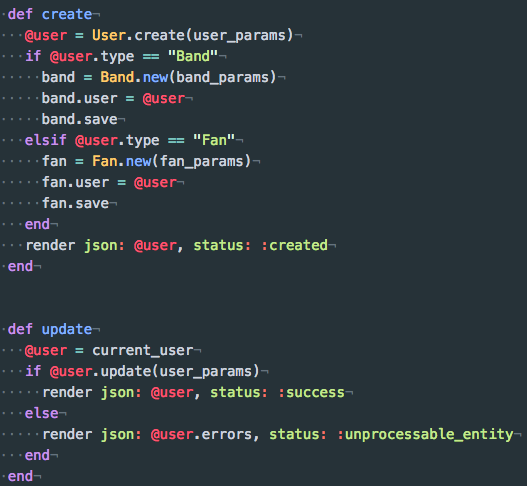 def create
  @user = User.create(user_params)
  if @user.type == "Band"
    band = Band.new(band_params)
    band.user = @user
    band.save
  elsif @user.type == "Fan"
    fan = Fan.new(fan_params)
    fan.user = @user
    fan.save
  end
  render json: @user, status: :created
end
def update
  @user = current_user
  if @user.update(user_params)
    render json: @user, status: :success
  else
    render json: @user.errors, status: :unprocessable_entity
  end
end